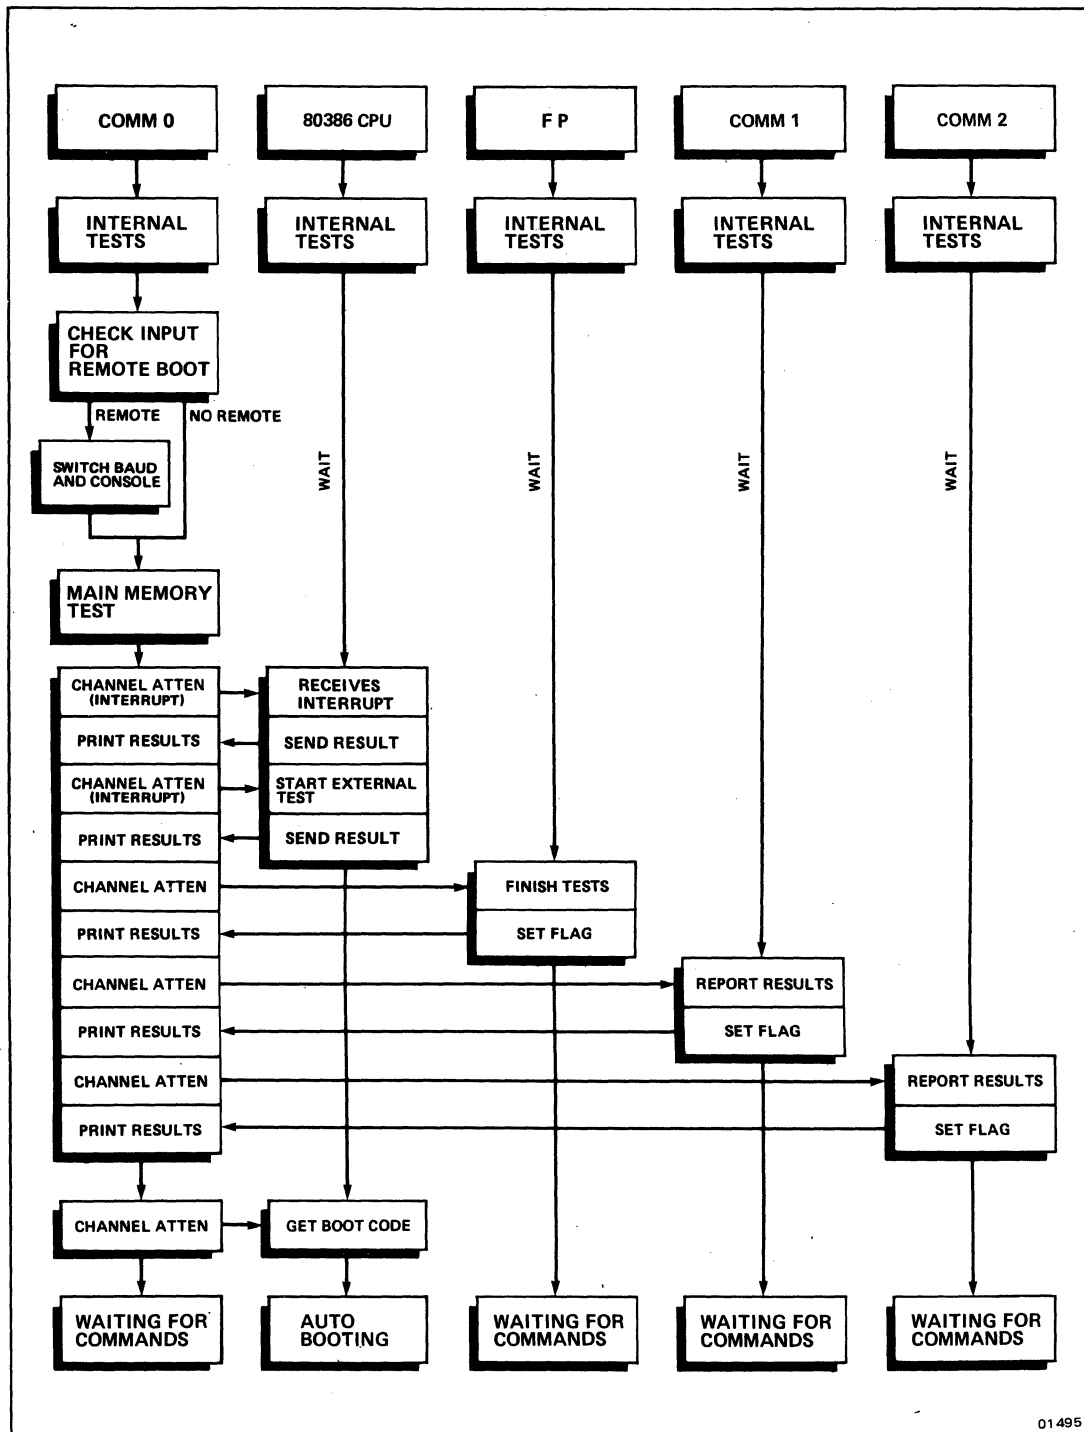 COMM 0
80386 CPU
F P
COMM 1
COMM 2
INTERNAL
TESTS
INTERNAL
TESTS
INTERNAL
TESTS
INTERNAL
TESTS
INTERNAL
TESTS
CHECK INPUT
FOR
REMOTE BOOT
REMOTE
NO REMOTE
SWITCH BAUD
AND CONSOLE
WAIT
WAIT
WAIT
WAIT
MAIN MEMORY
TEST
CHANNEL ATTEN
(INTERRUPT)
RECEIVES
INTERRUPT
PRINT RESULTS
SEND RESULT
CHANNEL ATTEN
(INTERRUPT)
START EXTERNAL
TEST
PRINT RESULTS
SEND RESULT
CHANNEL ATTEN
FINISH TESTS
PRINT RESULTS
SET FLAG
CHANNEL ATTEN
REPORT RESULTS
PRINT RESULTS
SET FLAG
CHANNEL ATTEN
REPORT RESULTS
PRINT RESULTS
SET FLAG
CHANNEL ATTEN
GET BOOT CODE
WAITING FOR
COMMANDS
AUTO
BOOTING
WAITING FOR
COMMANDS
WAITING FOR
COMMANDS
WAITING FOR
COMMANDS
01495